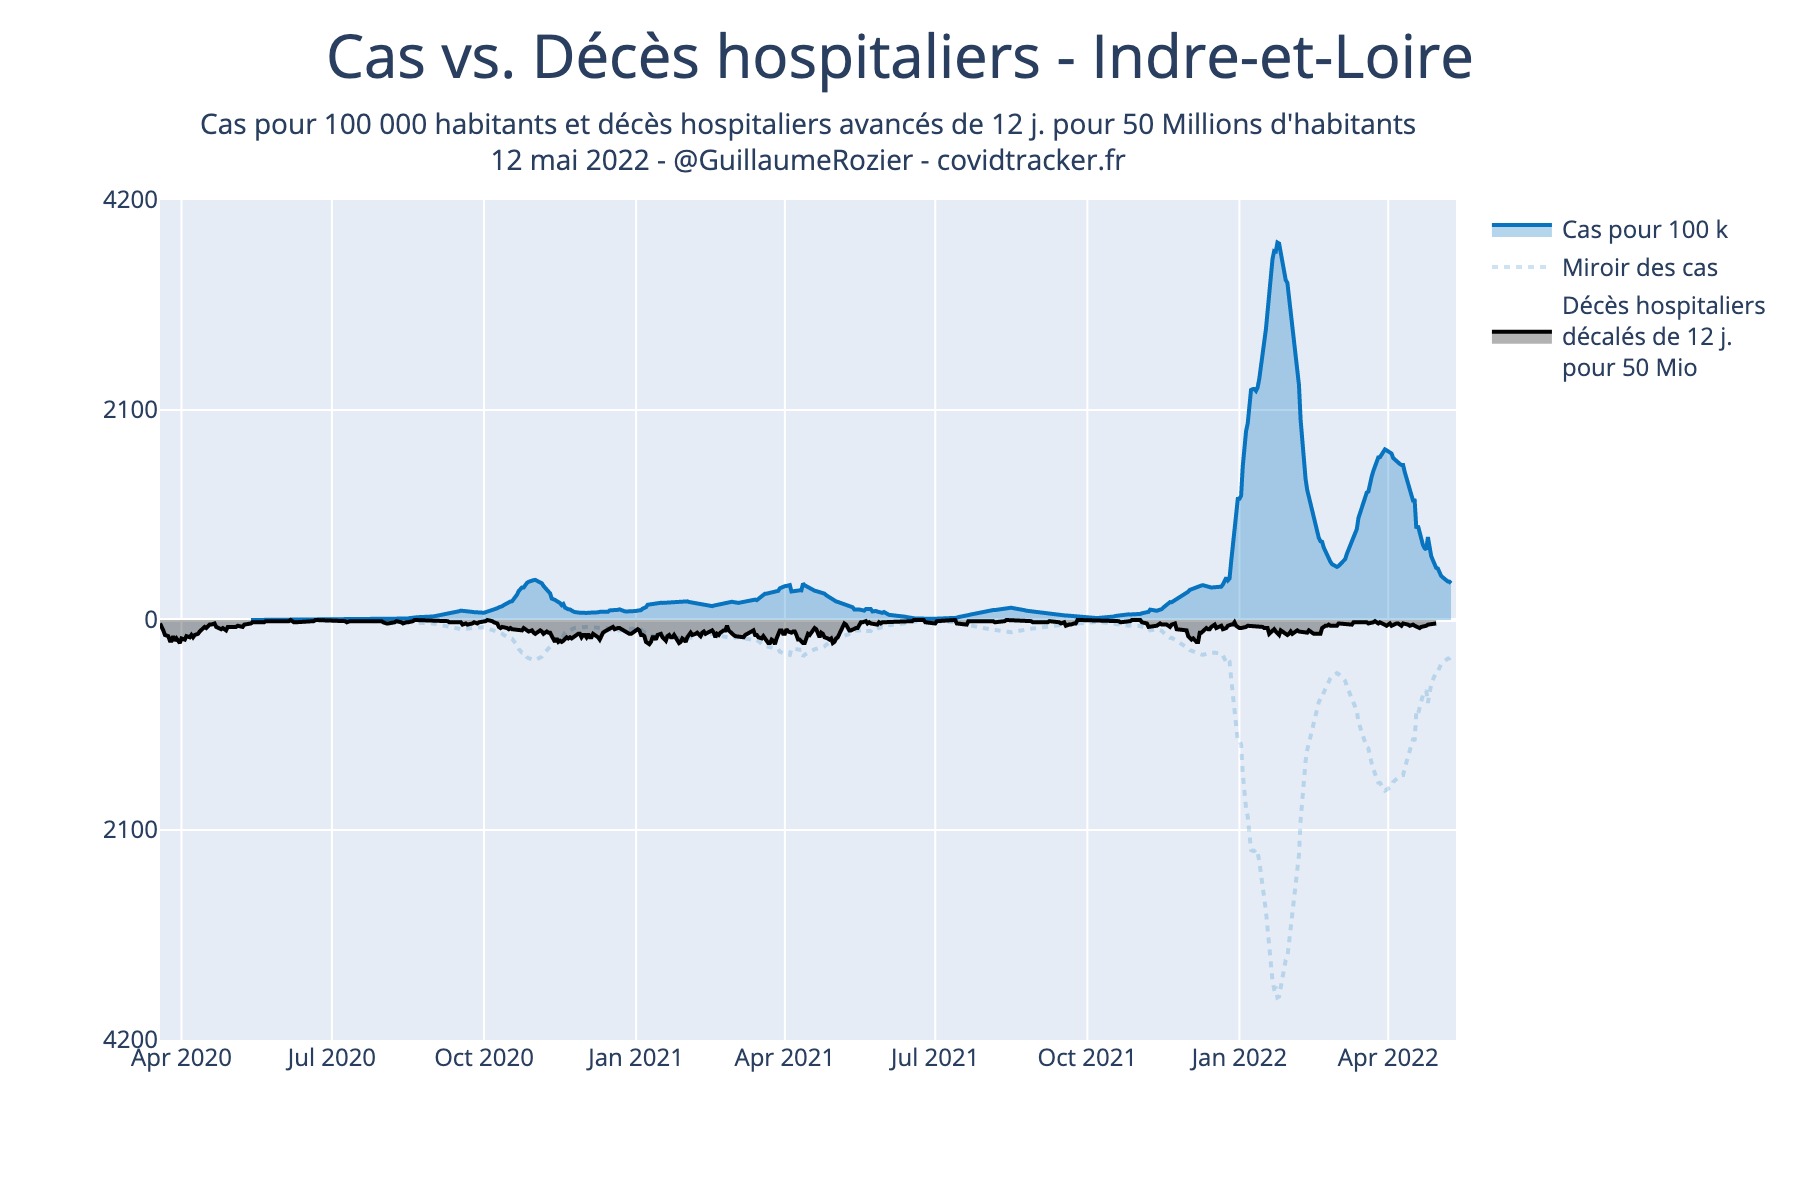 Cas vs. Décès hospitaliers - Indre-et-Loire
Cas pour 100 000 habitants et décès hospitaliers avancés de 12 j. pour 50 Millions d'habitants
12 mai 2022 - @GuillaumeRozier - covidtracker.fr
4200
2100
0
2100
4200
Apr 2020
Jul 2020
Oct 2020
Jan 2021
Apr 2021
Jul 2021
Oct 2021
Jan 2022
Apr 2022
Cas pour 100 k
Miroir des cas
Décès hospitaliers
décalés de 12 j.
pour 50 Mio